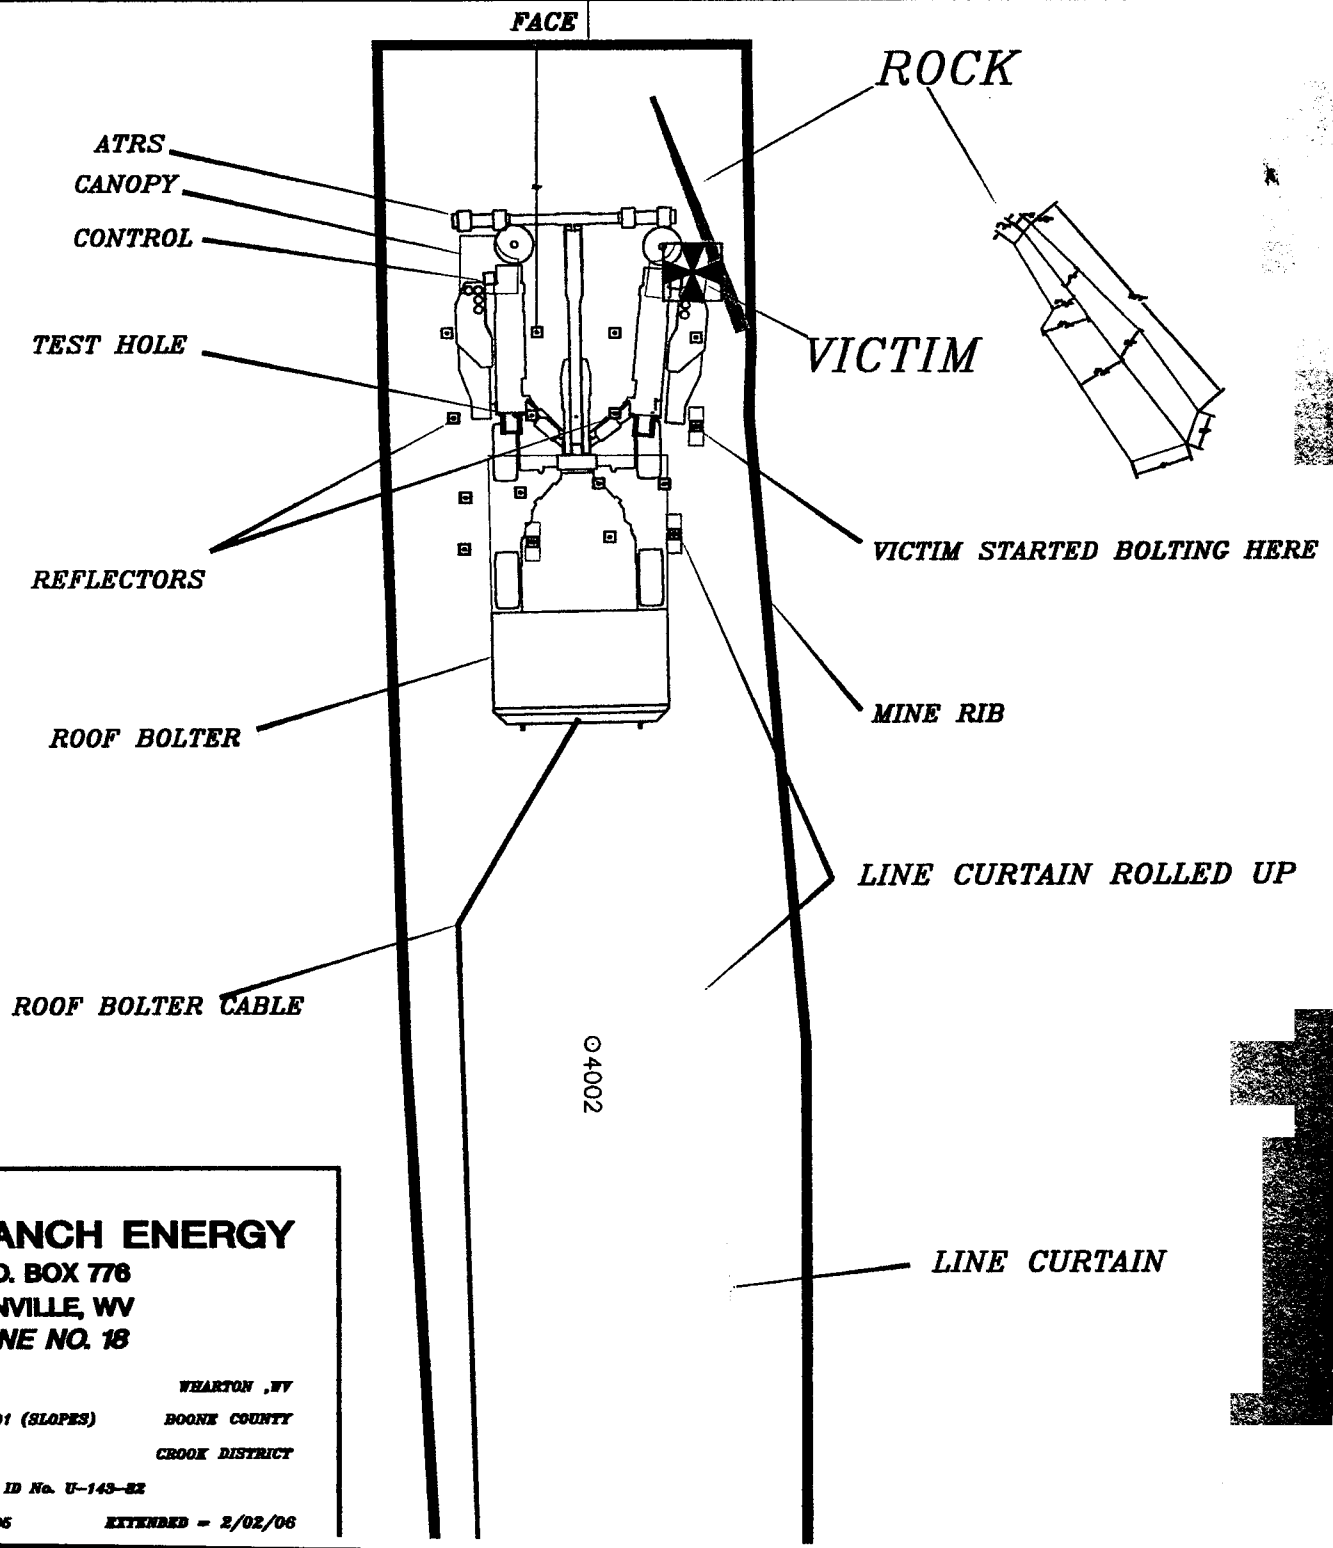 FACE
ROCK
ATRS
CANOPY
CONTROL
TEST HOLE
VICTIM
REFLECTORS
VICTIM STARTED BOLTING HERE
ROOF BOLTER
MINE RIB
LINE CURTAIN ROLLED UP
ROOF BOLTER CABLE
4002
LINE CURTAIN
ANCH ENERGY
O. BOX 776
NVILLE, WV
NE NO. 18
WHARTON ,WV
01 (SLOPES) BOONE COUNTY
CROOK DISTRICT
ID No. U-143-82
EXTENDED = 2/02/06